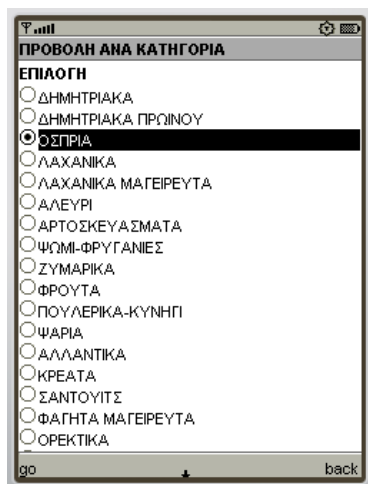 ΠΡΟΒΟΛΗ ΑΝΑ ΚΑΤΗΓΟΡΙΑ
ΕΠΙΛΟΓΗ
ΔΗΜΗΤΡΙΑΚΑ
ΔΗΜΗΤΡΙΑΚΑ ΠΡΩΙΝΟΥ
ΟΣΠΡΙΑ
ΛΑΧΑΝΙΚΑ
ΛΑΧΑΝΙΚΑ ΜΑΓΕΙΡΕΥΤΑ
ΑΛΕΥΡΙ
ΑΡΤΟΣΚΕΥΑΣΜΑΤΑ
ΨΩΜΙ-ΦΡΥΓΑΝΙΕΣ
ΖΥΜΑΡΙΚΑ
ΦΡΟΥΤΑ
ΠΟΥΛΕΡΙΚΑ-ΚΥΝΗΓΙ
ΨΑΡΙΑ
ΑΛΛΑΝΤΙΚΑ
ΚΡΕΑΤΑ
ΣΑΝΤΟΥΙΤΣ
ΦΑΓΗΤΑ ΜΑΓΕΙΡΕΥΤΑ
ΟΡΕΚΤΙΚΑ
go back